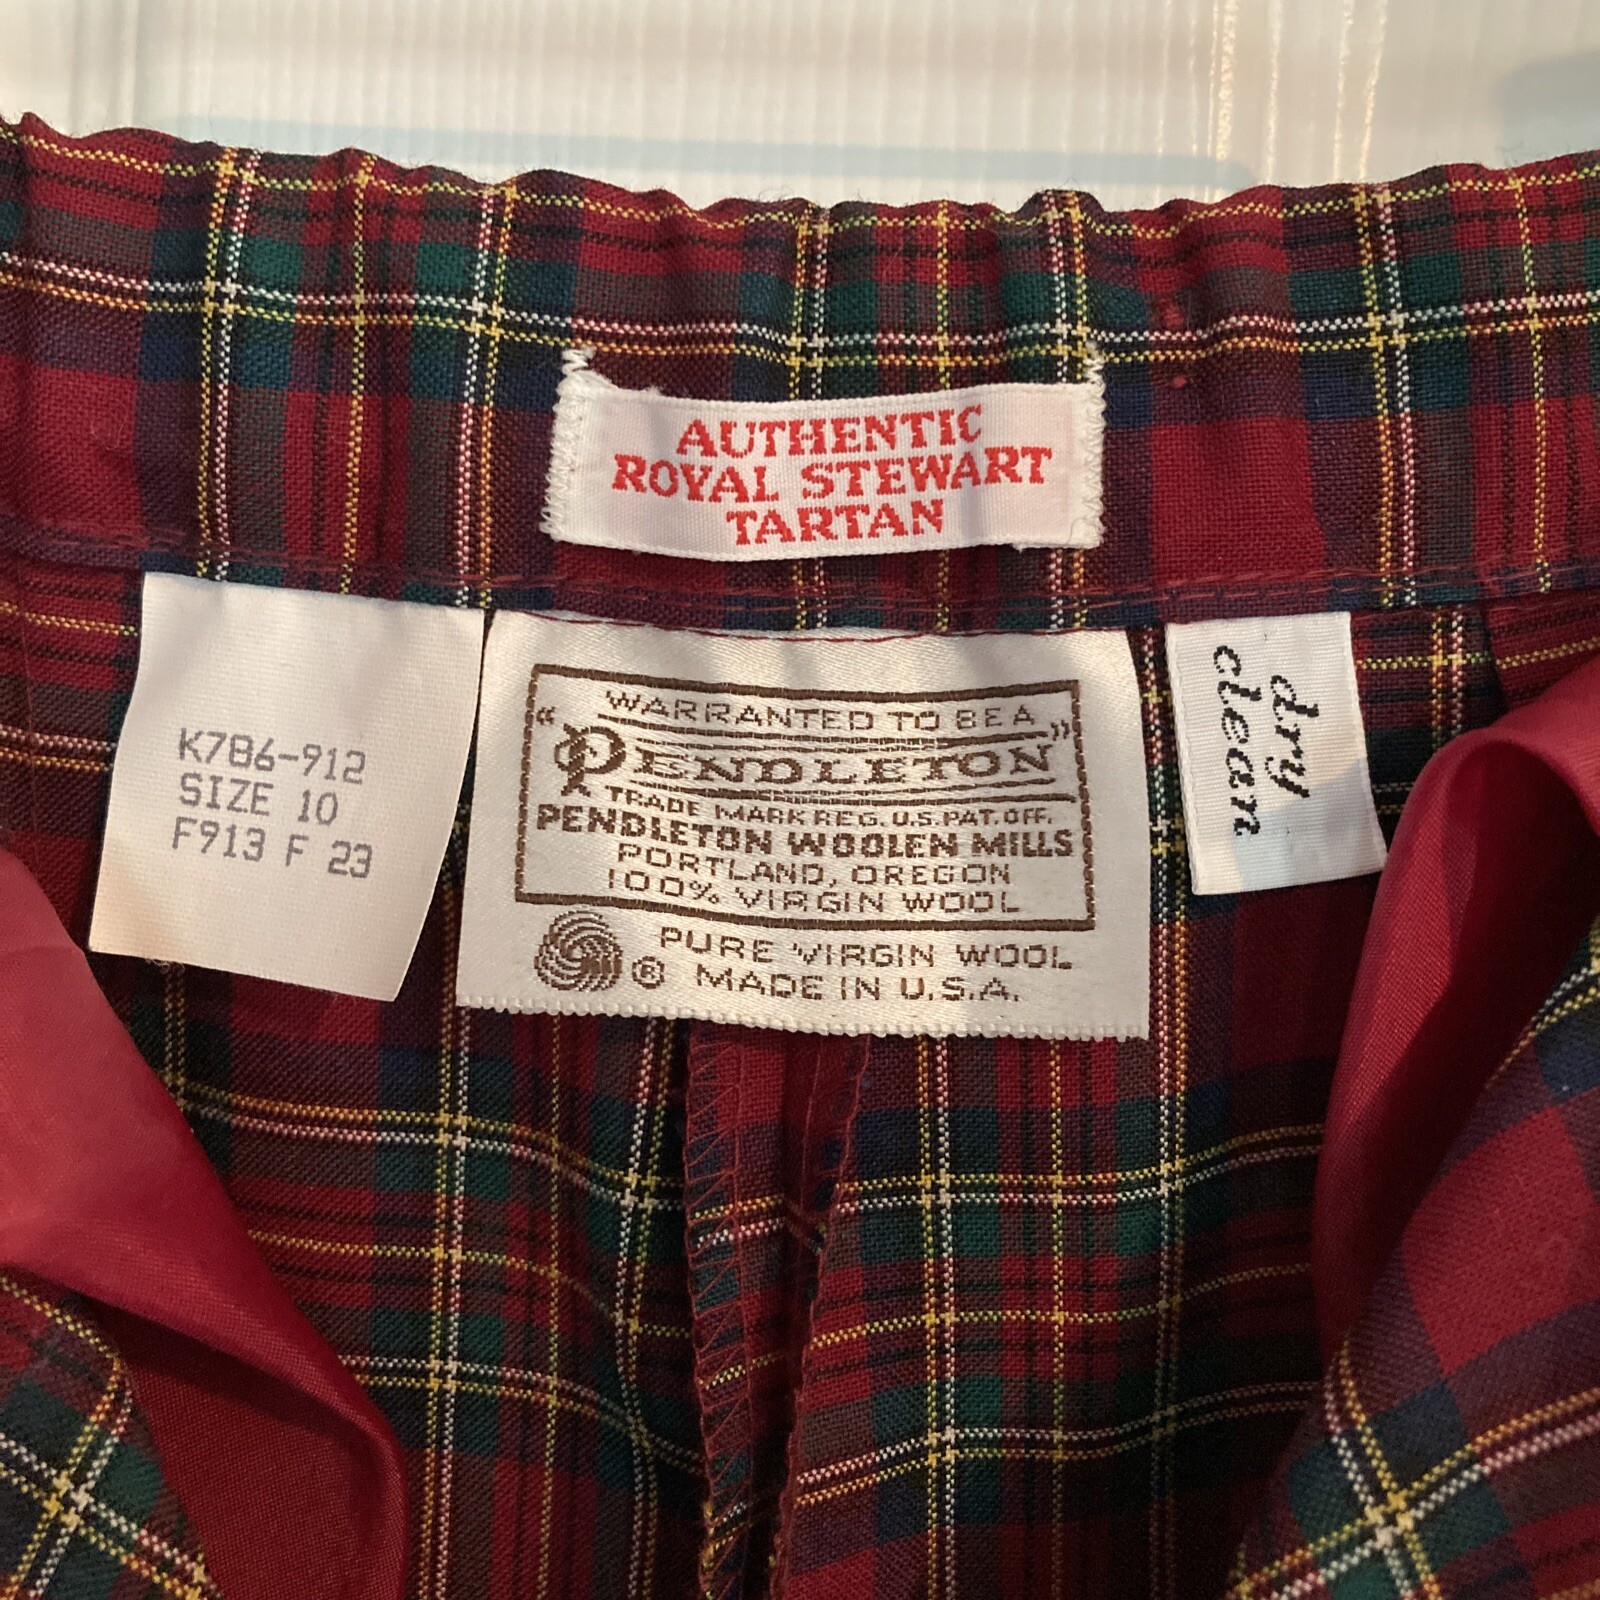 AUTHENTIC
ROYAL STEWART
TARTAN
K786-912
SIZE 10
F913 F 23
WARRANTED TO BE A
"PENDLETON"
TRADE MARK REG. U.S. PAT. OFF.
PENDLETON WOOLEN MILLS
PORTLAND, OREGON
100% VIRGIN WOOL
PURE VIRGIN WOOL
® MADE IN U.S.A.
dry
clean